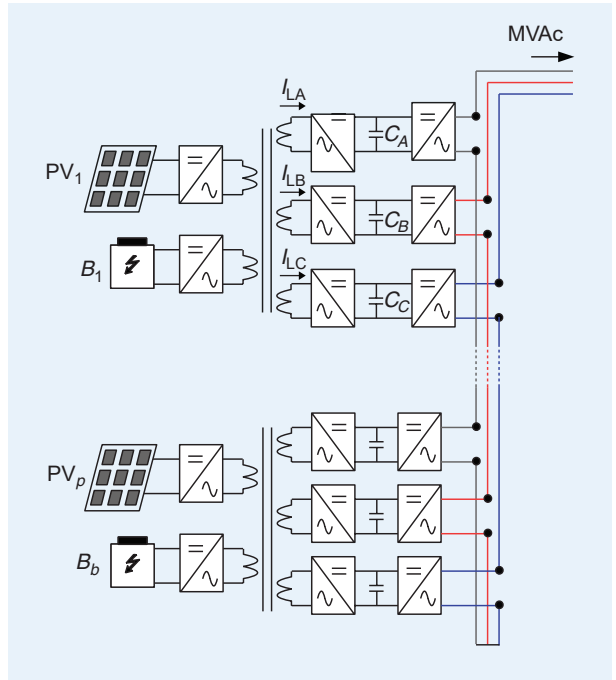 MVAc
I_LA
C_A
PV_1
I_LB
C_B
B_1
I_LC
C_C
PV_p
B_b